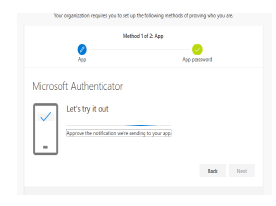 Your organization requires you to set up the following methods of proving who you are.
Method 1 of 2: App
App
App password
Microsoft Authenticator
Let's try it out
Approve the notification we're sending to your app.
Back
Next